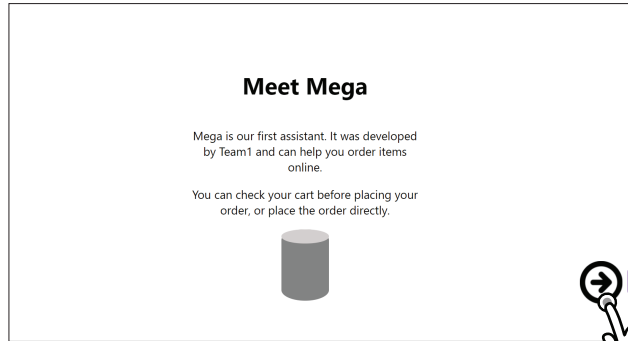 Meet Mega
Mega is our first assistant. It was developed
by Team1 and can help you order items
online.
You can check your cart before placing your
order, or place the order directly.